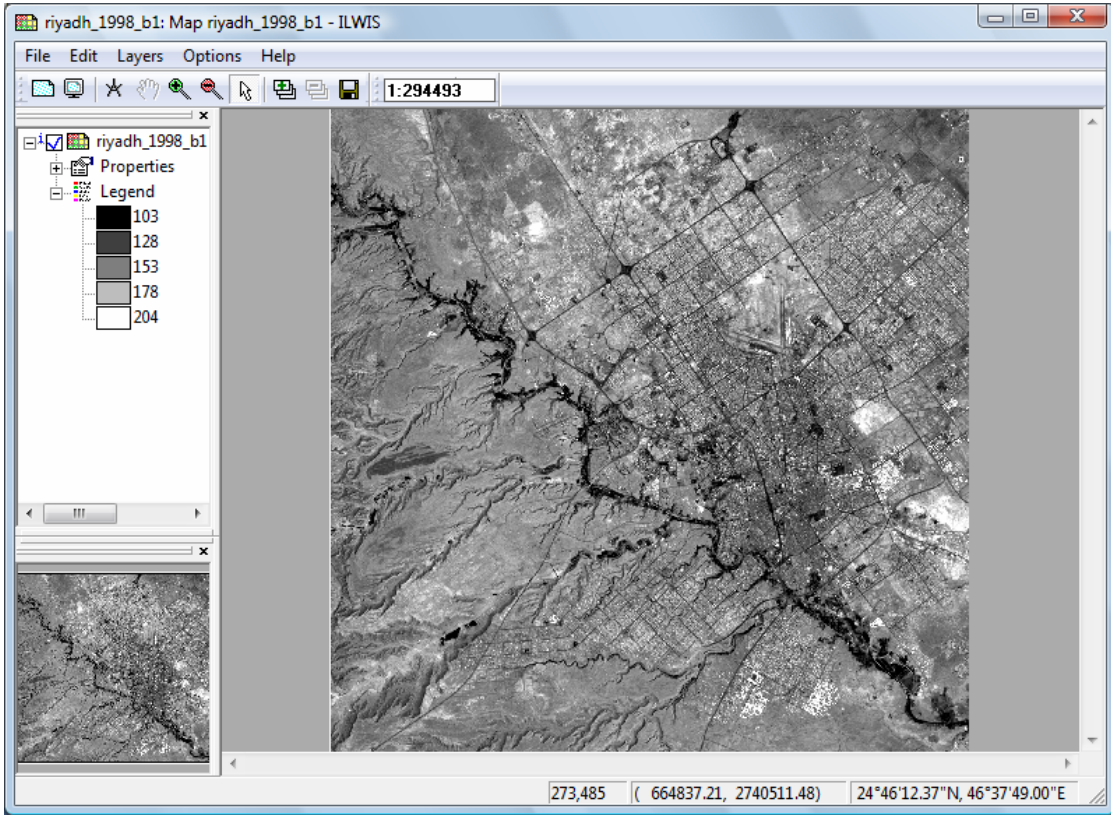 riyadh_1998_b1: Map riyadh_1998_b1 - ILWIS
File Edit Layers Options Help
1:294493
riyadh_1998_b1
Properties
Legend
103
128
153
178
204
273,485 ( 664837.21, 2740511.48) 24°46'12.37"N, 46°37'49.00"E